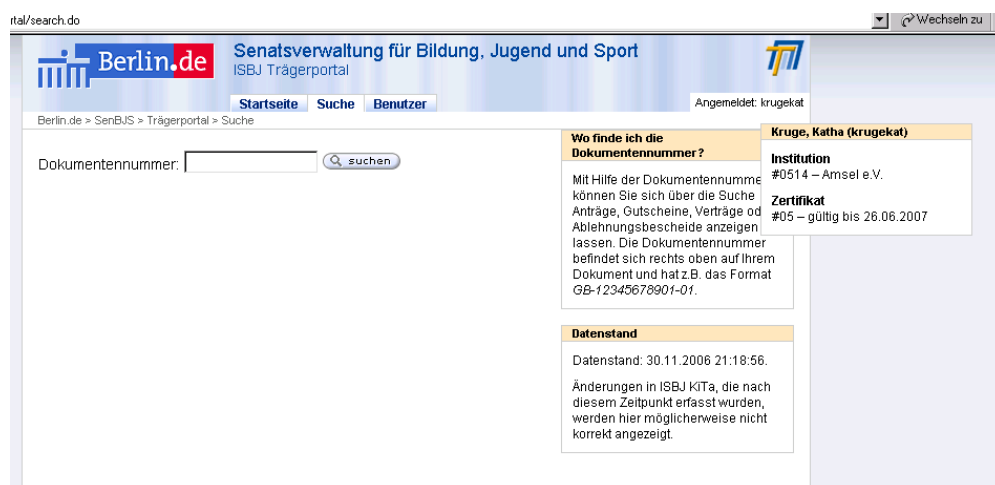 rtal/search.do
Wechseln zu
Berlin.de
Senatsverwaltung für Bildung, Jugend und Sport
ISBJ Trägerportal
Startseite Suche Benutzer
Angemeldet: krugekat
Berlin.de > SenBJS > Trägerportal > Suche
Dokumentennummer:
suchen
Wo finde ich die
Dokumentennummer?
Mit Hilfe der Dokumentennumme
können Sie sich über die Suche
Anträge, Gutscheine, Verträge od
Ablehnungsbescheide anzeigen
lassen. Die Dokumentennummer
befindet sich rechts oben auf Ihrem
Dokument und hat z.B. das Format
GB-12345678901-01.
Kruge, Katha (krugekat)
Institution
#0514 – Amsel e.V.
Zertifikat
#05 – gültig bis 26.06.2007
Datenstand
Datenstand: 30.11.2006 21:18:56.
Änderungen in ISBJ KiTa, die nach
diesem Zeitpunkt erfasst wurden,
werden hier möglicherweise nicht
korrekt angezeigt.